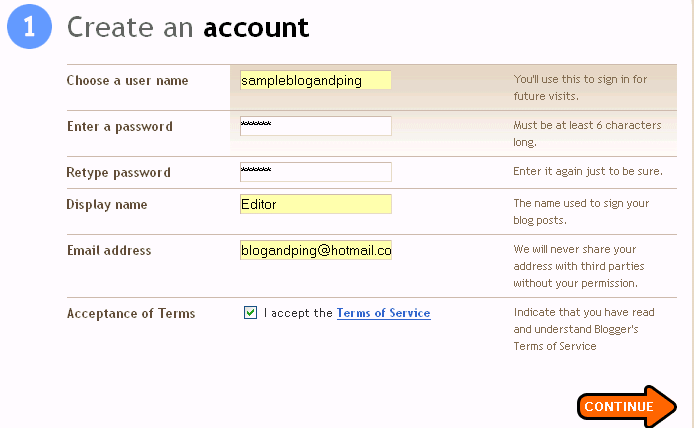 1 Create an account
Choose a user name
sampleblogandping
You'll use this to sign in for
future visits.
Enter a password
*******
Must be at least 6 characters
long.
Retype password
*******
Enter it again just to be sure.
Display name
Editor
The name used to sign your
blog posts.
Email address
blogandping@hotmail.co
We will never share your
address with third parties
without your permission.
Acceptance of Terms
I accept the Terms of Service
Indicate that you have read
and understand Blogger's
Terms of Service
CONTINUE